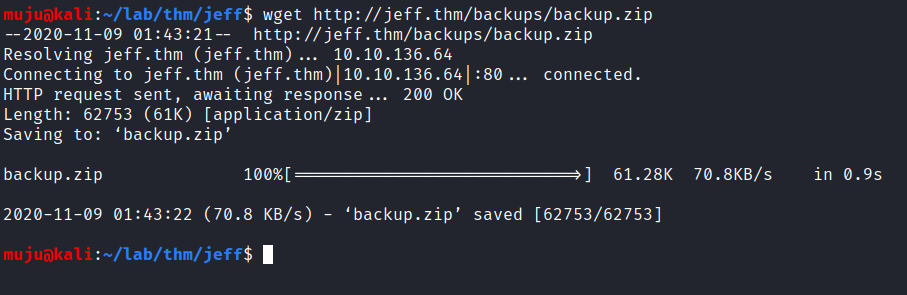 muju@kali:~/lab/thm/jeff$ wget http://jeff.thm/backups/backup.zip
--2020-11-09 01:43:21--  http://jeff.thm/backups/backup.zip
Resolving jeff.thm (jeff.thm)... 10.10.136.64
Connecting to jeff.thm (jeff.thm)|10.10.136.64|:80... connected.
HTTP request sent, awaiting response... 200 OK
Length: 62753 (61K) [application/zip]
Saving to: ‘backup.zip’
backup.zip 100%[==============================>] 61.28K 70.8KB/s in 0.9s
2020-11-09 01:43:22 (70.8 KB/s) - ‘backup.zip’ saved [62753/62753]
muju@kali:~/lab/thm/jeff$